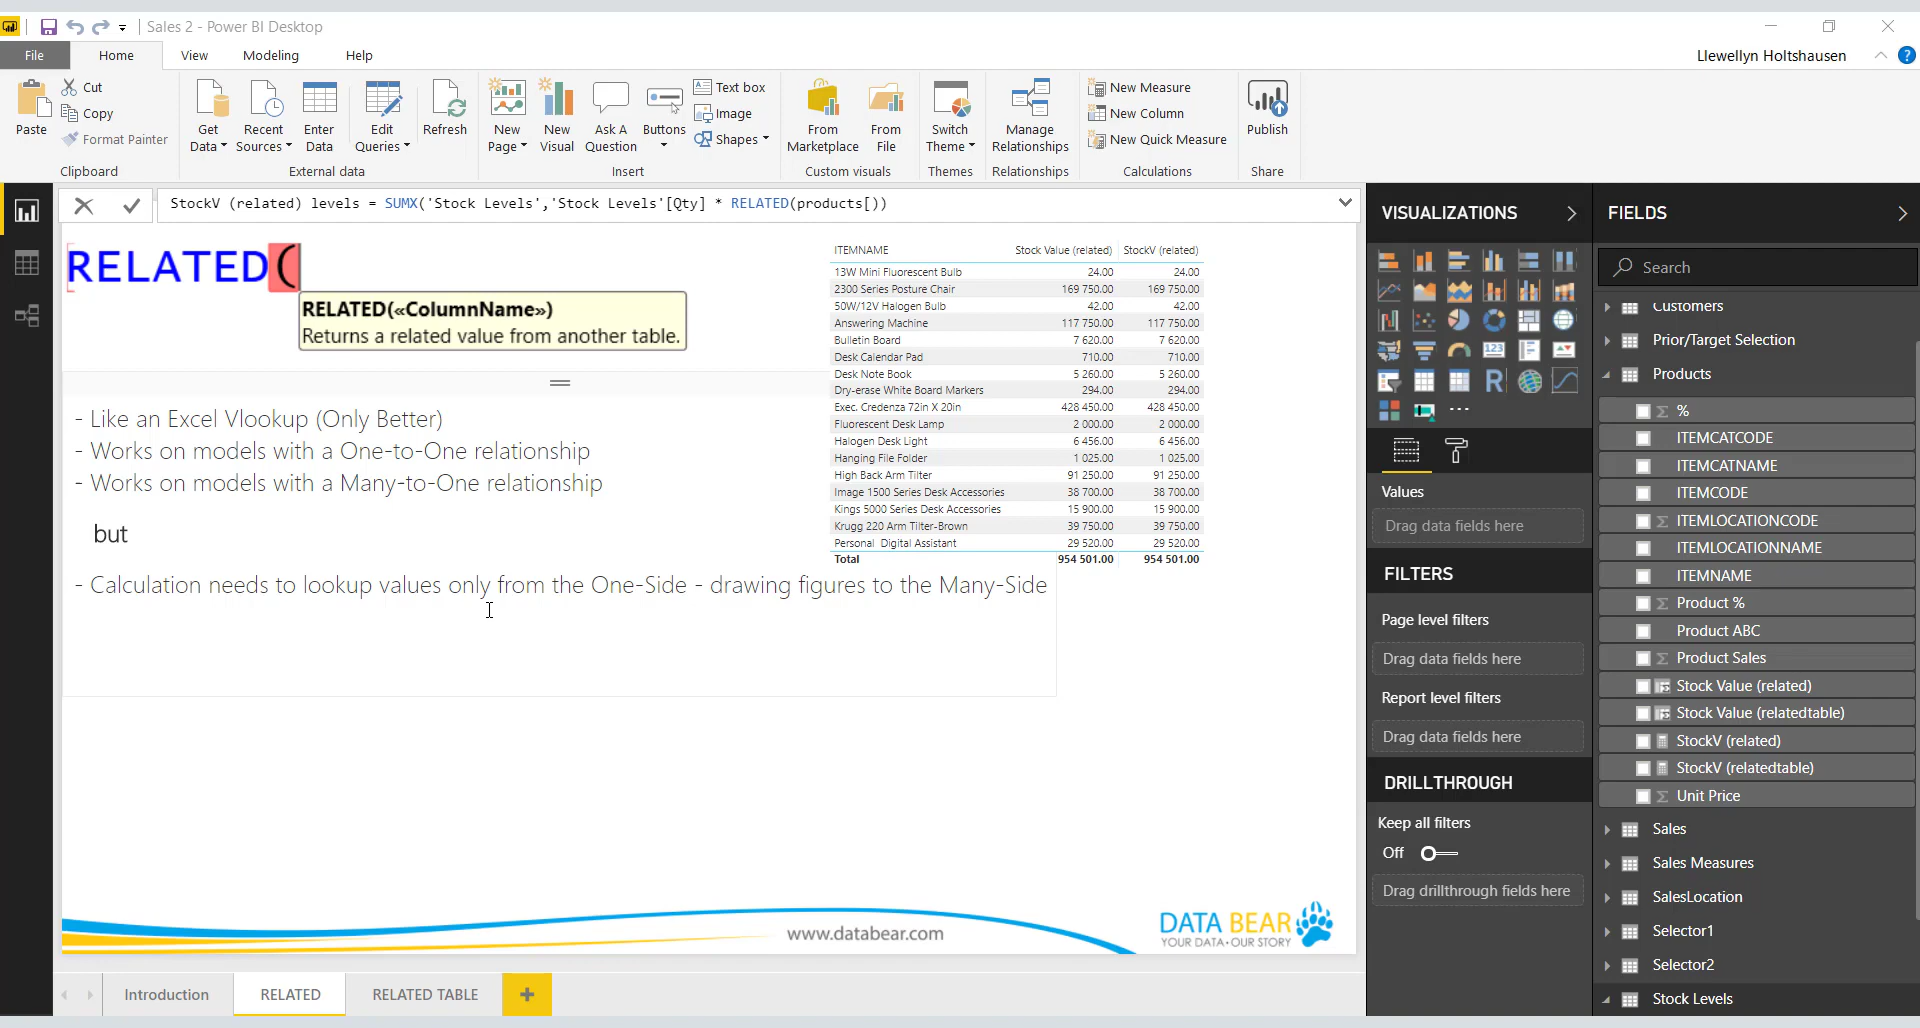 Sales 2 - Power BI Desktop
File Home View Modeling Help
Llewellyn Holtshausen
Paste
Cut
Copy
Format Painter
Clipboard
Get Data
Recent Sources
Enter Data
Edit Queries
Refresh
External data
New Page
New Visual
Ask A Question
Buttons
Text box
Image
Shapes
Insert
From Marketplace
From File
Custom visuals
Switch Theme
Themes
Manage Relationships
Relationships
New Measure
New Column
New Quick Measure
Calculations
Publish
Share
StockV (related) levels = SUMX('Stock Levels','Stock Levels'[Qty] * RELATED(products[))
RELATED(
RELATED(«ColumnName»)
Returns a related value from another table.
- Like an Excel Vlookup (Only Better)
- Works on models with a One-to-One relationship
- Works on models with a Many-to-One relationship
but
- Calculation needs to lookup values only from the One-Side - drawing figures to the Many-Side
ITEMNAME Stock Value (related) StockV (related)
13W Mini Fluorescent Bulb 24.00 24.00
2300 Series Posture Chair 169 750.00 169 750.00
50W/12V Halogen Bulb 42.00 42.00
Answering Machine 117 750.00 117 750.00
Bulletin Board 7 620.00 7 620.00
Desk Calendar Pad 710.00 710.00
Desk Note Book 5 260.00 5 260.00
Dry-erase White Board Markers 294.00 294.00
Exec. Credenza 72in X 20in 428 450.00 428 450.00
Fluorescent Desk Lamp 2 000.00 2 000.00
Halogen Desk Light 6 456.00 6 456.00
Hanging File Folder 1 025.00 1 025.00
High Back Arm Tilter 91 250.00 91 250.00
Image 1500 Series Desk Accessories 38 700.00 38 700.00
Kings 5000 Series Desk Accessories 15 900.00 15 900.00
Krugg 220 Arm Tilter-Brown 39 750.00 39 750.00
Personal Digital Assistant 29 520.00 29 520.00
Total 954 501.00 954 501.00
www.databear.com
DATA BEAR
YOUR DATA • OUR STORY
Introduction RELATED RELATED TABLE
VISUALIZATIONS
123
R
Values
Drag data fields here
FILTERS
Page level filters
Drag data fields here
Report level filters
Drag data fields here
DRILLTHROUGH
Keep all filters
Off
Drag drillthrough fields here
FIELDS
Search
Customers
Prior/Target Selection
Products
%
ITEMCATCODE
ITEMCATNAME
ITEMCODE
ITEMLOCATIONCODE
ITEMLOCATIONNAME
ITEMNAME
Product %
Product ABC
Product Sales
Stock Value (related)
Stock Value (relatedtable)
StockV (related)
StockV (relatedtable)
Unit Price
Sales
Sales Measures
SalesLocation
Selector1
Selector2
Stock Levels